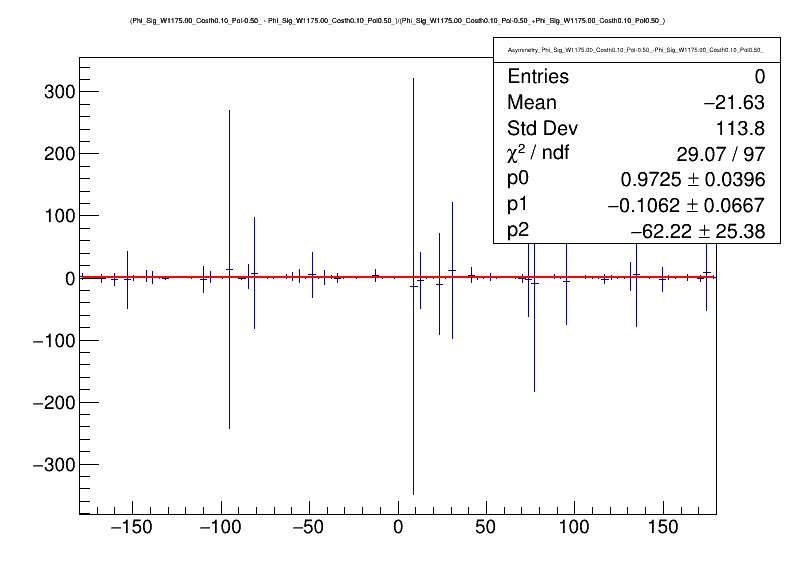 (Phi_Sig_W1175.00_Costh0.10_Pol-0.50_ - Phi_Sig_W1175.00_Costh0.10_Pol0.50_)/(Phi_Sig_W1175.00_Costh0.10_Pol-0.50_+Phi_Sig_W1175.00_Costh0.10_Pol0.50_)
Asymmetry_Phi_Sig_W1175.00_Costh0.10_Pol-0.50_-Phi_Sig_W1175.00_Costh0.10_Pol0.50_
Entries 0
Mean −21.63
Std Dev 113.8
χ² / ndf 29.07 / 97
p0 0.9725 ± 0.0396
p1 −0.1062 ± 0.0667
p2 −62.22 ± 25.38
300
200
100
0
−100
−200
−300
−150 −100 −50 0 50 100 150